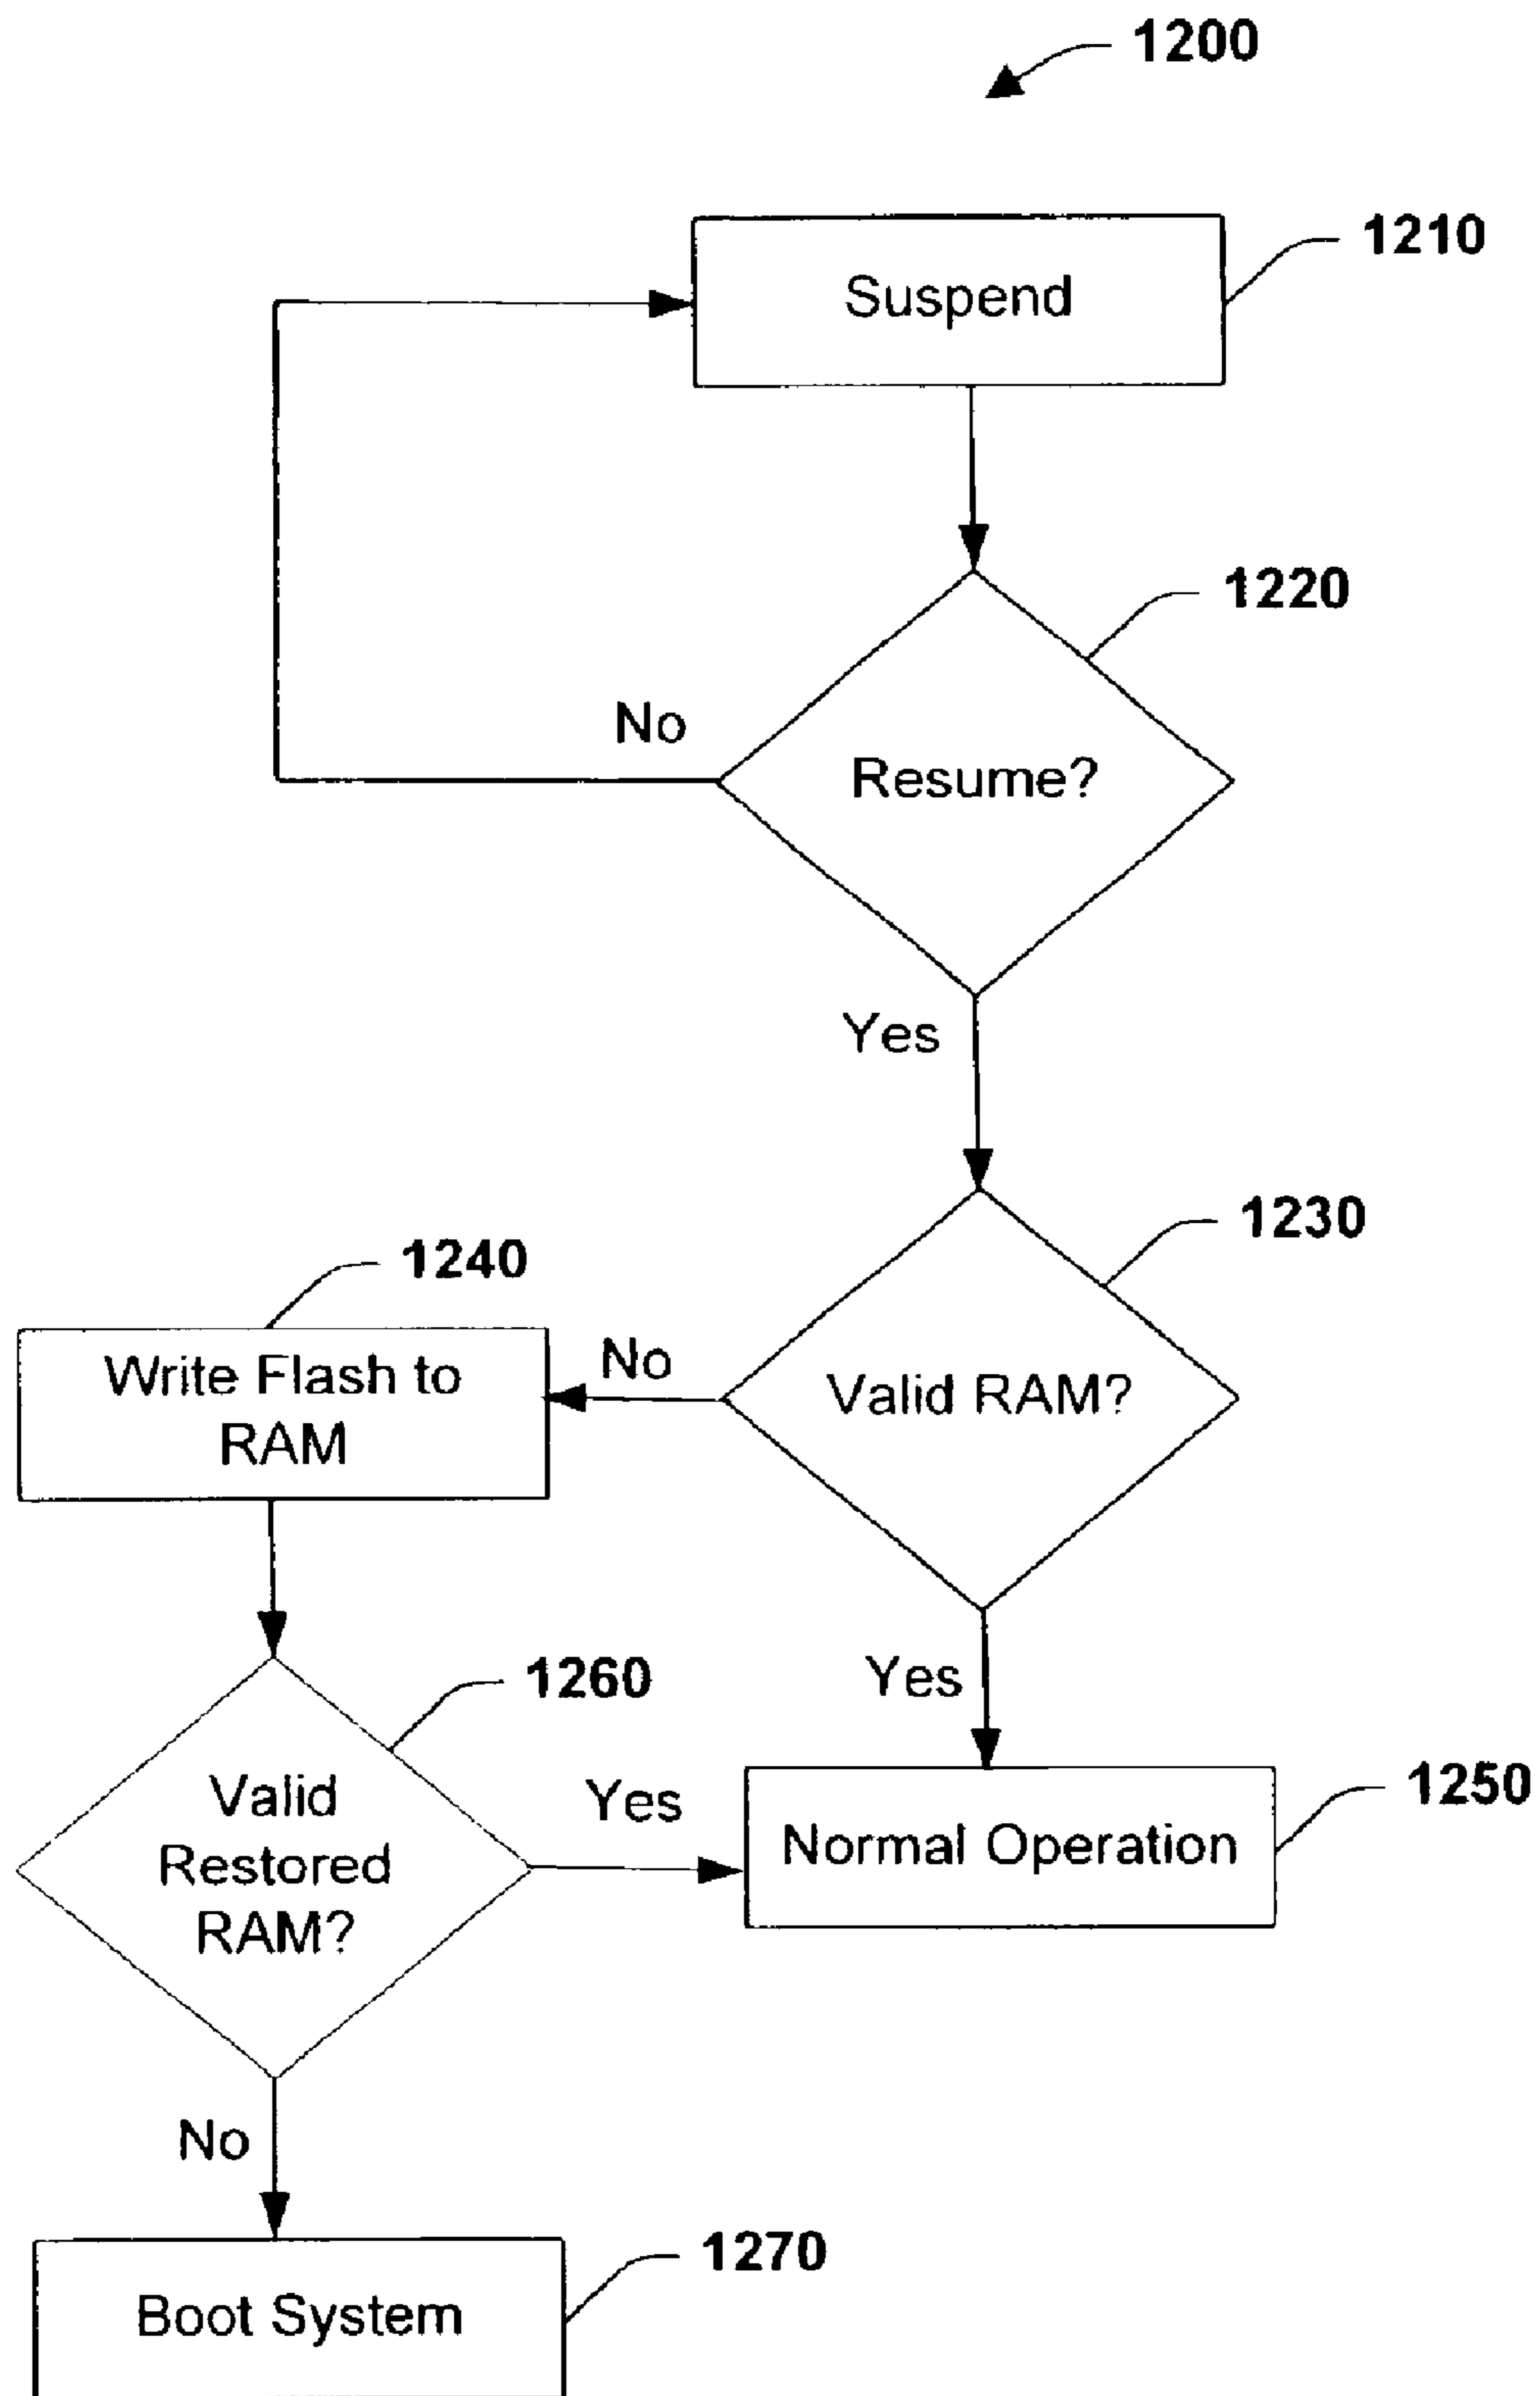 1200
1210
Suspend
1220
No
Resume?
Yes
1230
1240
Write Flash to
RAM
No
Valid RAM?
Yes
1260
Valid
Restored
RAM?
Yes
1250
Normal Operation
No
1270
Boot System